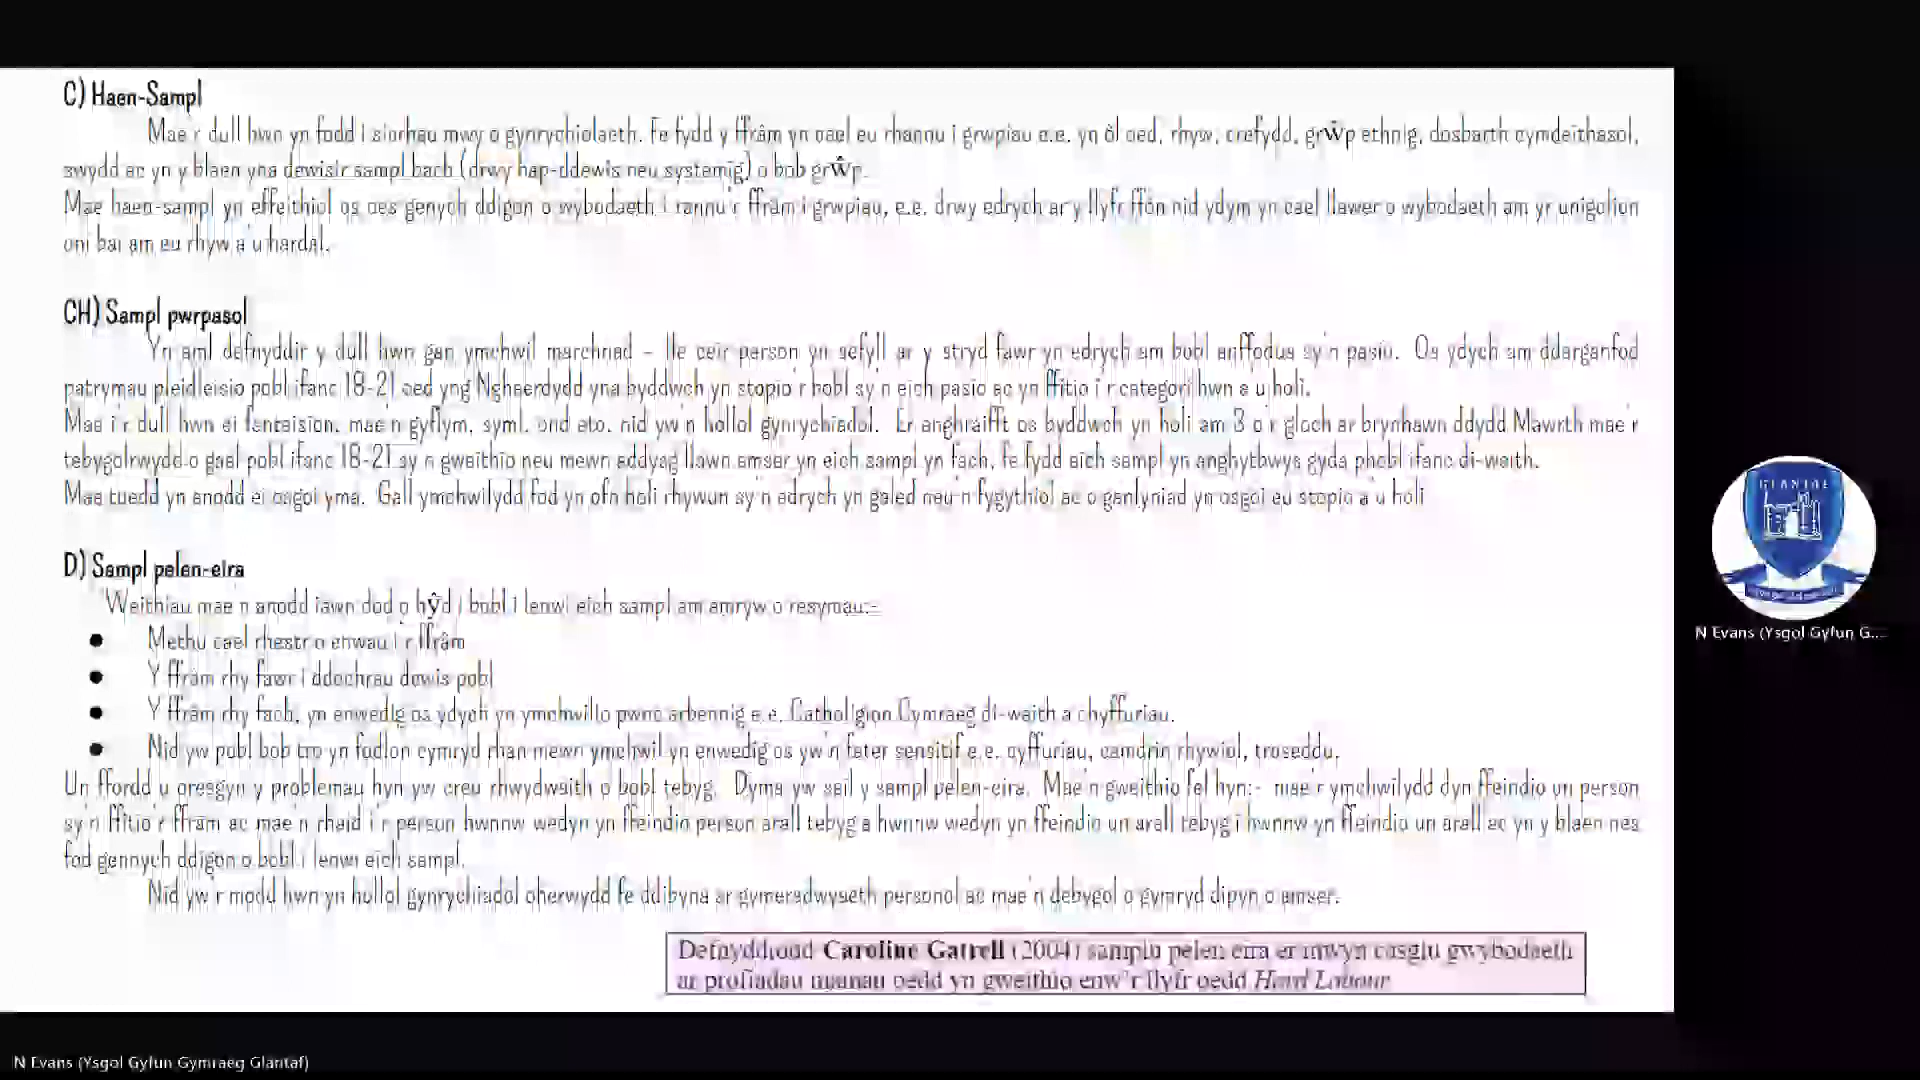 C) Haen-Sampl
Mae'r dull hwn yn fodd i sicrhau mwy o gynrychiolaeth. Fe fydd y ffrâm yn cael eu rhannu i grwpiau e.e. yn ôl oed, rhyw, crefydd, grŵp ethnig, dosbarth cymdeithasol,
swydd ac yn y blaen yna dewisir sampl bach (drwy hap-ddewis neu systemig) o bob grŵp.
Mae haen-sampl yn effeithiol os oes genych ddigon o wybodaeth i rannu'r ffrâm i grwpiau, e.e. drwy edrych ar y llyfr ffôn nid ydym yn cael llawer o wybodaeth am yr unigolion
oni bai am eu rhyw a'u hardal.
CH) Sampl pwrpasol
Yn aml defnyddir y dull hwn gan ymchwil marchnad – lle ceir person yn sefyll ar y stryd fawr yn edrych am bobl anffodus sy'n pasio. Os ydych am ddarganfod
patrymau pleidleisio pobl ifanc 18-21 oed yng Nghaerdydd yna byddwch yn stopio'r bobl sy'n eich pasio ac yn ffitio i'r categori hwn a'u holi.
Mae i'r dull hwn ei fanteision, mae'n gyflym, syml, ond eto, nid yw'n hollol gynrychiadol. Er anghraifft os byddwch yn holi am 3 o'r gloch ar brynhawn ddydd Mawrth mae'r
tebygolrwydd o gael pobl ifanc 18-21 sy'n gweithio neu mewn addysg llawn amser yn eich sampl yn fach, fe fydd eich sampl yn anghytbwys gyda phobl ifanc di-waith.
Mae tuedd yn anodd ei osgoi yma. Gall ymchwilydd fod yn ofn holi rhywun sy'n edrych yn galed neu'n fygythiol ac o ganlyniad yn osgoi eu stopio a'u holi
D) Sampl pelen-eira
Weithiau mae'n anodd iawn dod o hŷd i bobl i lenwi eich sampl am amryw o resymau:-
● Methu cael rhestr o enwau i'r ffrâm
● Y ffrâm rhy fawr i ddechrau dewis pobl
● Y ffrâm rhy fach, yn enwedig os ydych yn ymchwilio pwnc arbennig e.e. Catholigion Cymraeg di-waith a chyffuriau.
● Nid yw pobl bob tro yn fodlon cymryd rhan mewn ymchwil yn enwedig os yw'n fater sensitif e.e. cyffuriau, camdrin rhywiol, troseddu.
Un ffordd u oresgyn y problemau hyn yw creu rhwydwaith o bobl tebyg. Dyma yw sail y sampl pelen-eira. Mae'n gweithio fel hyn:- mae'r ymchwilydd dyn ffeindio un person
sy'n ffitio'r ffrâm ac mae'n rhaid i'r person hwnnw wedyn yn ffeindio person arall tebyg a hwnnw wedyn yn ffeindio un arall tebyg i hwnnw yn ffeindio un arall ac yn y blaen nes
fod gennych ddigon o bobl i lenwi eich sampl.
Nid yw'r modd hwn yn hollol gynrychiadol oherwydd fe ddibyna ar gymeradwyaeth personol ac mae'n debygol o gymryd dipyn o amser.
Defnyddiodd Caroline Gatrell (2004) samplu pelen eira er mwyn casglu gwybodaeth
ar profiadau mamau oedd yn gweithio enw'r llyfr oedd Hard Labour
GLANTAF
N Evans (Ysgol Gyfun G...
N Evans (Ysgol Gyfun Gymraeg Glantaf)